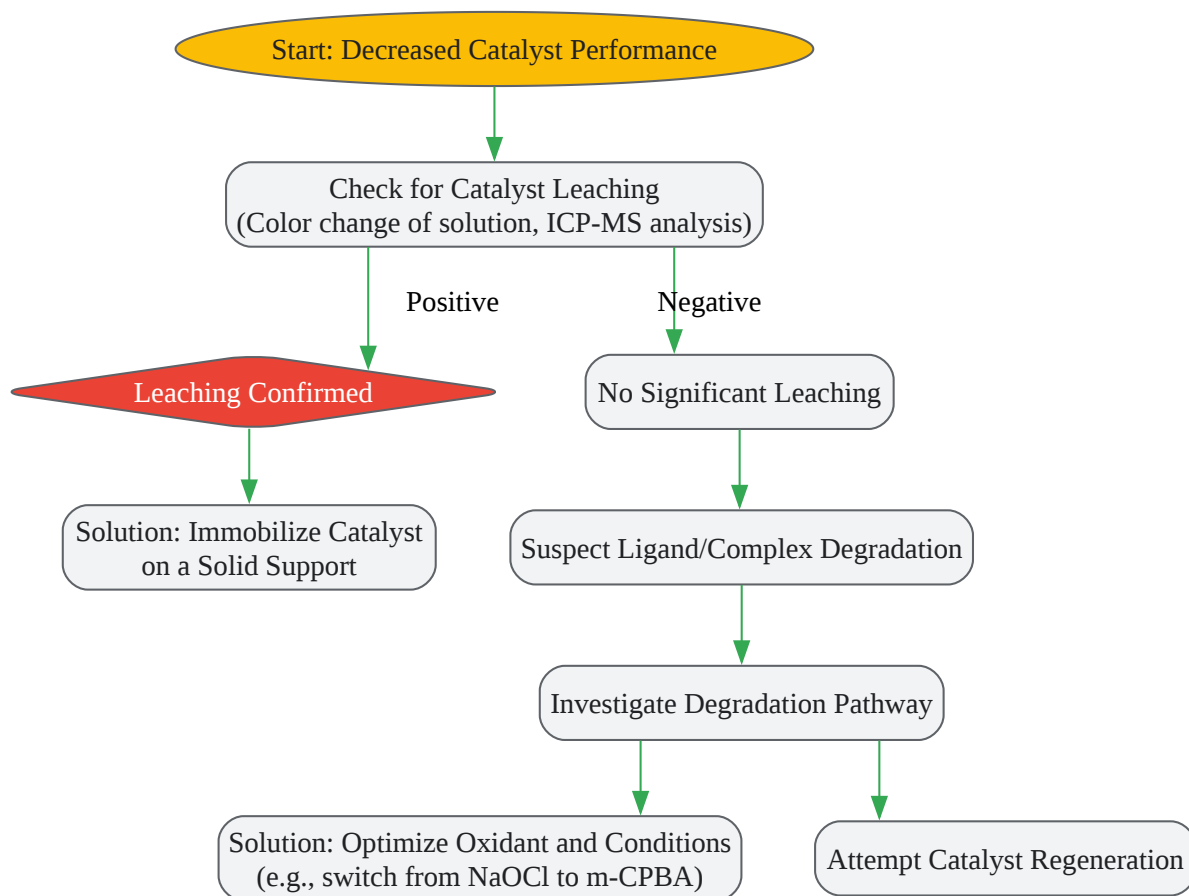 Start: Decreased Catalyst Performance
Check for Catalyst Leaching
(Color change of solution, ICP-MS analysis)
Positive
Negative
Leaching Confirmed
No Significant Leaching
Solution: Immobilize Catalyst
on a Solid Support
Suspect Ligand/Complex Degradation
Investigate Degradation Pathway
Solution: Optimize Oxidant and Conditions
(e.g., switch from NaOCl to m-CPBA)
Attempt Catalyst Regeneration